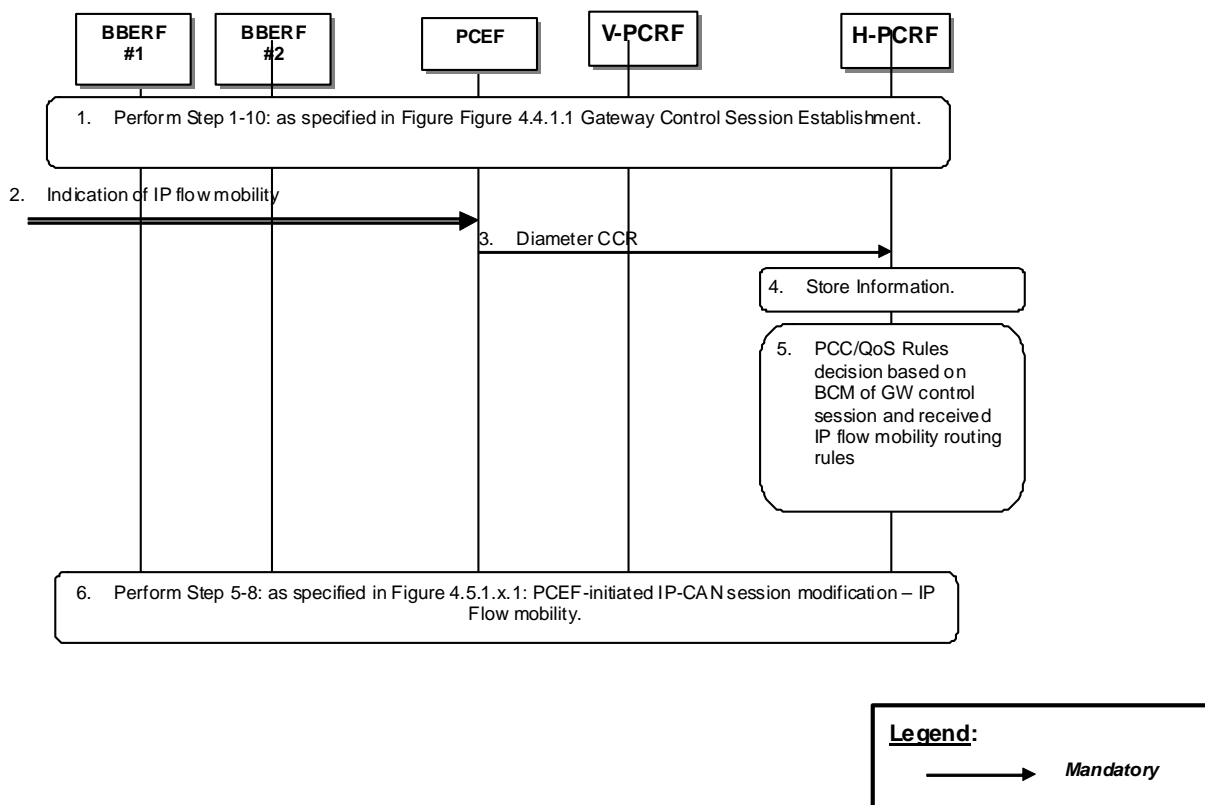 BBERF
#1
BBERF
#2
PCEF
V-PCRF
H-PCRF
1. Perform Step 1-10: as specified in Figure Figure 4.4.1.1 Gateway Control Session Establishment.
2. Indication of IP flow mobility
3. Diameter CCR
4. Store Information.
5. PCC/QoS Rules
decision based on
BCM of GW control
session and received
IP flow mobility routing
rules
6. Perform Step 5-8: as specified in Figure 4.5.1.x.1: PCEF-initiated IP-CAN session modification – IP
Flow mobility.
Legend:
Mandatory